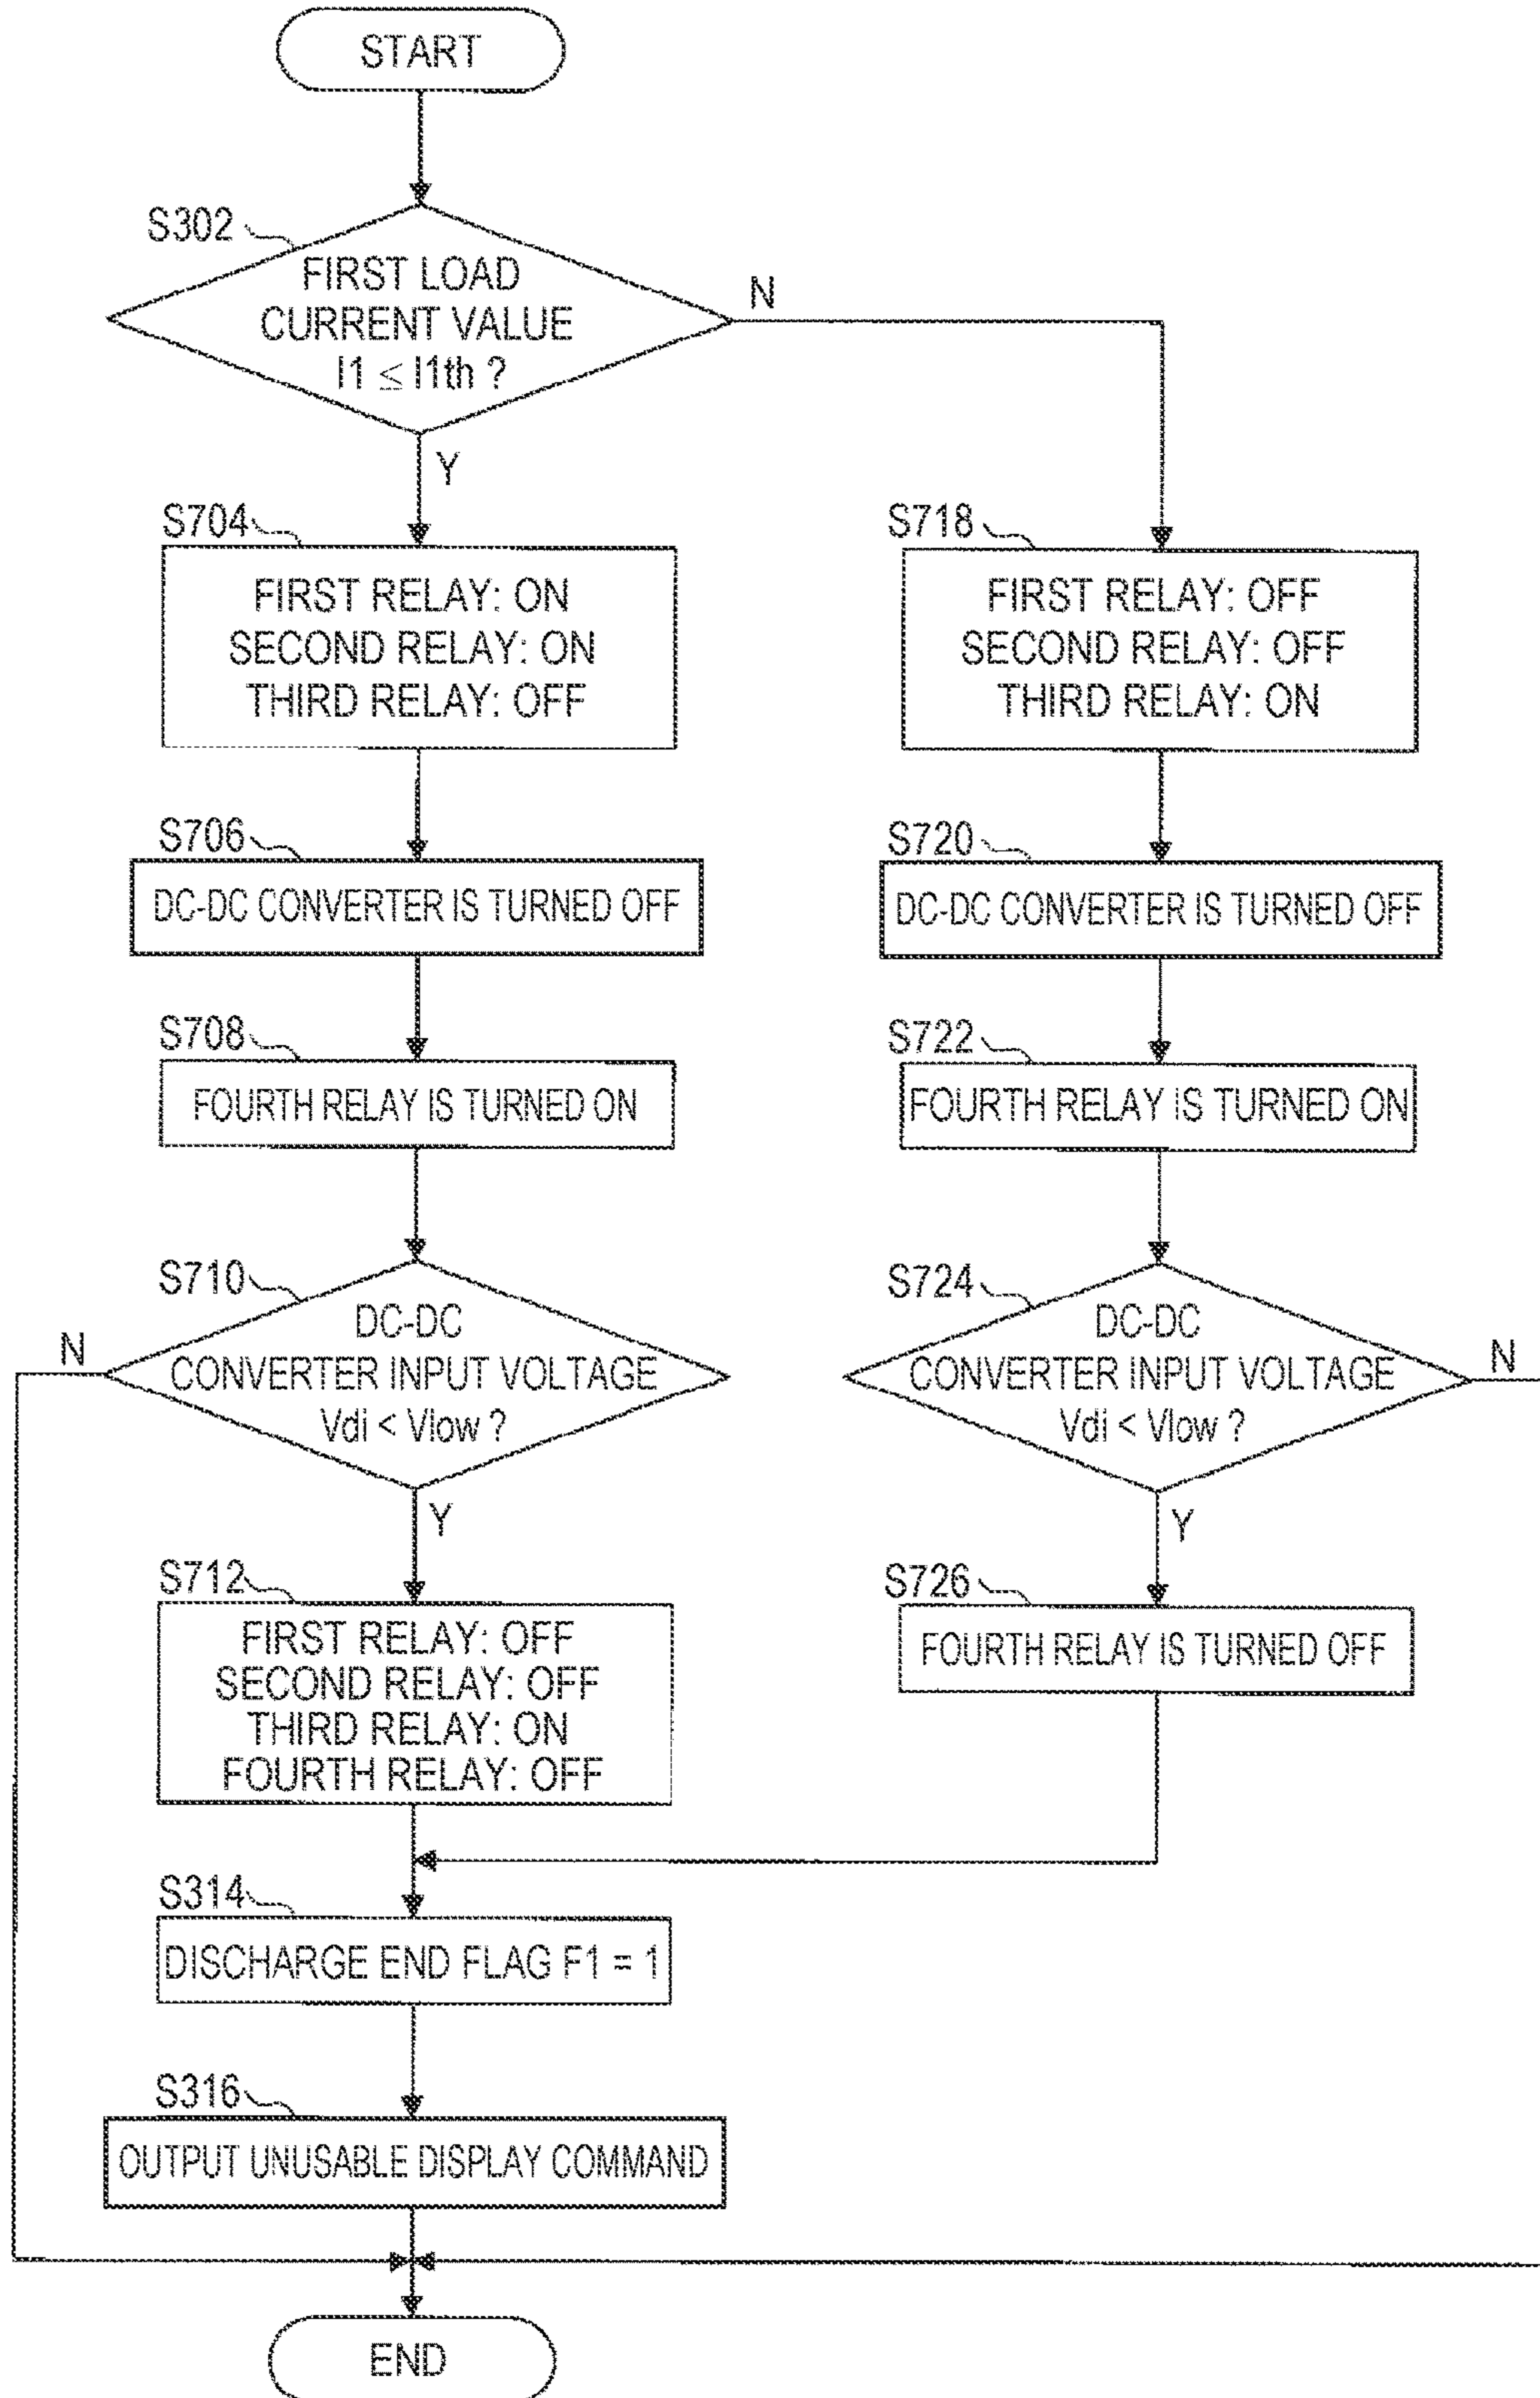 START
S302
FIRST LOAD
CURRENT VALUE
I1 ≤ I1th ?
N
Y
S704
FIRST RELAY: ON
SECOND RELAY: ON
THIRD RELAY: OFF
S718
FIRST RELAY: OFF
SECOND RELAY: OFF
THIRD RELAY: ON
S706
DC-DC CONVERTER IS TURNED OFF
S720
DC-DC CONVERTER IS TURNED OFF
S708
FOURTH RELAY IS TURNED ON
S722
FOURTH RELAY IS TURNED ON
S710
DC-DC
CONVERTER INPUT VOLTAGE
Vdi < Vlow ?
N
Y
S724
DC-DC
CONVERTER INPUT VOLTAGE
Vdi < Vlow ?
N
Y
S712
FIRST RELAY: OFF
SECOND RELAY: OFF
THIRD RELAY: ON
FOURTH RELAY: OFF
S726
FOURTH RELAY IS TURNED OFF
S314
DISCHARGE END FLAG F1 = 1
S316
OUTPUT UNUSABLE DISPLAY COMMAND
END